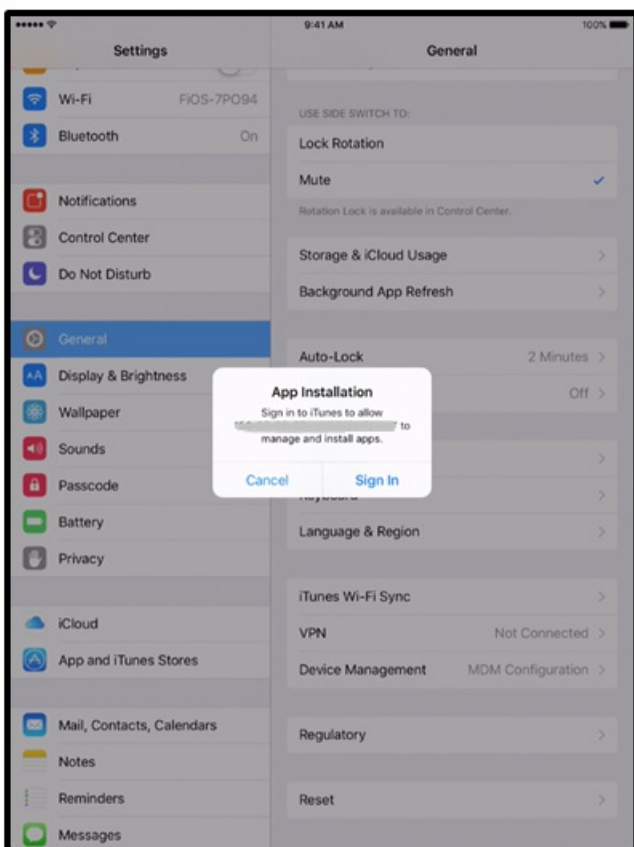 9:41 AM
100%
Settings
General
Wi-Fi
FiOS-7PO94
Bluetooth
On
Notifications
Control Center
Do Not Disturb
General
Display & Brightness
Wallpaper
Sounds
Passcode
Battery
Privacy
iCloud
App and iTunes Stores
Mail, Contacts, Calendars
Notes
Reminders
Messages
USE SIDE SWITCH TO:
Lock Rotation
Mute
Rotation Lock is available in Control Center.
Storage & iCloud Usage
Background App Refresh
Auto-Lock
2 Minutes
Off
Language & Region
iTunes Wi-Fi Sync
VPN
Not Connected
Device Management
MDM Configuration
Regulatory
Reset
App Installation
Sign in to iTunes to allow
to
manage and install apps.
Cancel
Sign In